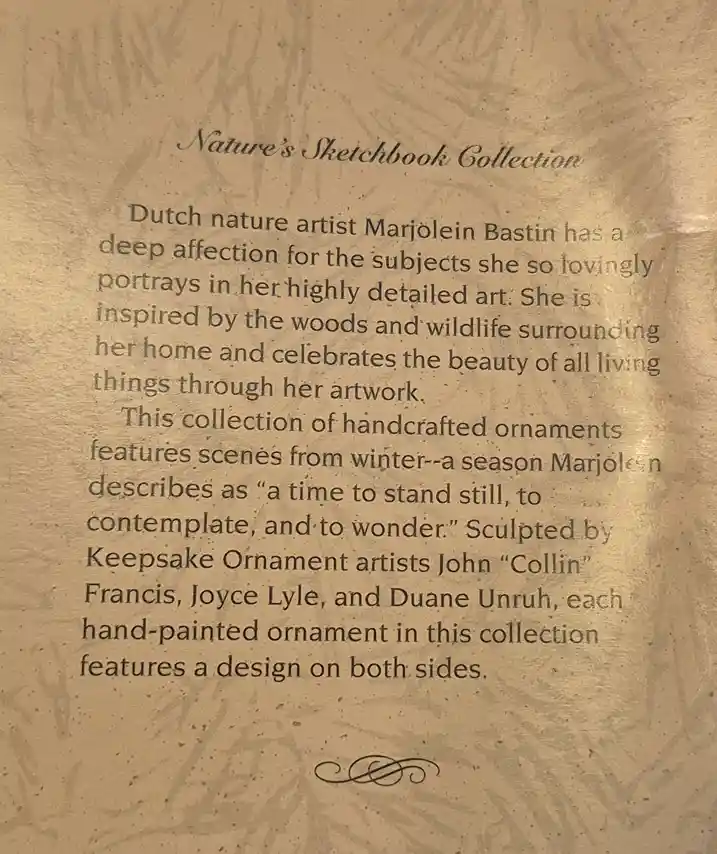 Nature's Sketchbook Collection
Dutch nature artist Marjolein Bastin has a
deep affection for the subjects she so lovingly
portrays in her highly detailed art. She is
inspired by the woods and wildlife surrounding
her home and celebrates the beauty of all living
things through her artwork.
This collection of handcrafted ornaments
features scenes from winter--a season Marjolein
describes as “a time to stand still, to
contemplate, and to wonder.” Sculpted by
Keepsake Ornament artists John “Collin”
Francis, Joyce Lyle, and Duane Unruh, each
hand-painted ornament in this collection
features a design on both sides.